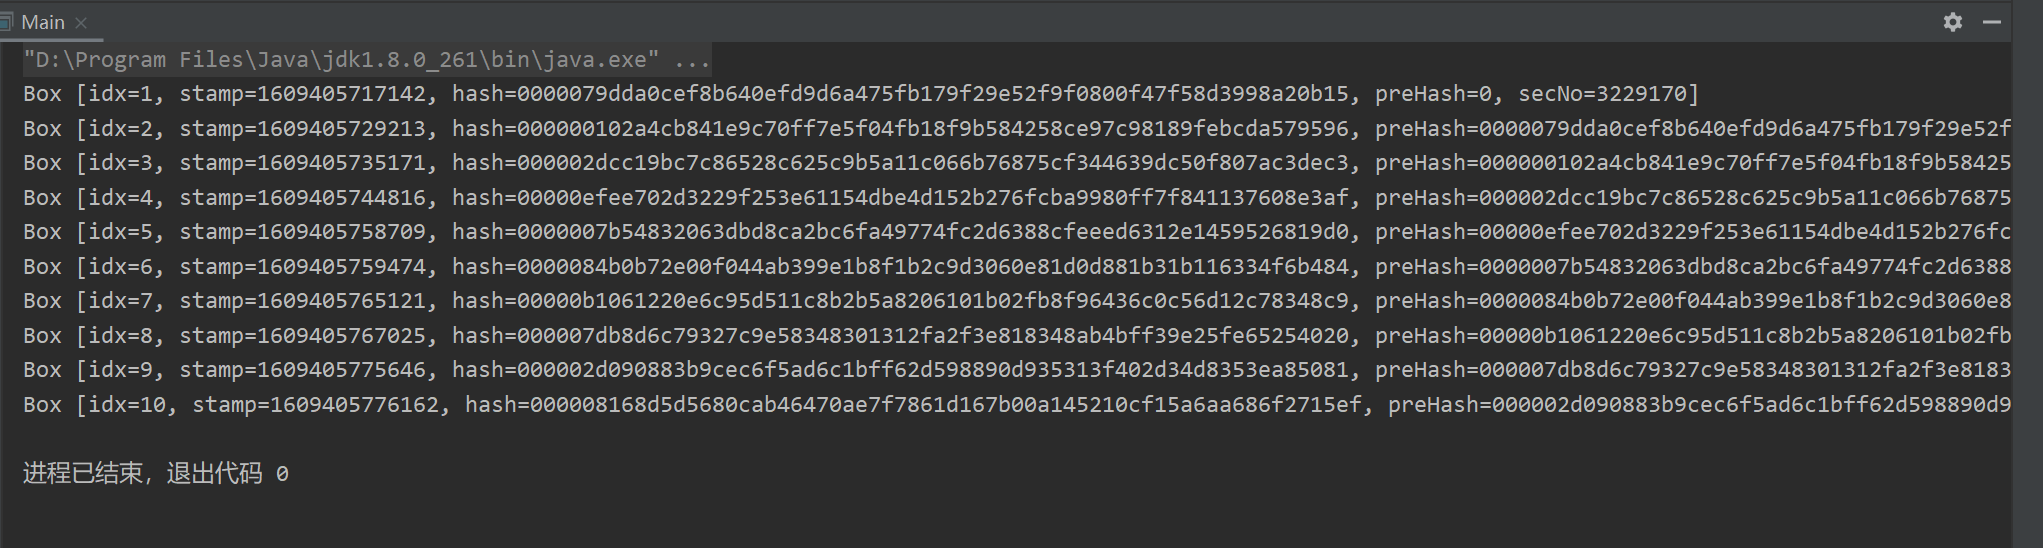 Main
"D:\Program Files\Java\jdk1.8.0_261\bin\java.exe" ...
Box [idx=1, stamp=1609405717142, hash=0000079dda0cef8b640efd9d6a475fb179f29e52f9f0800f47f58d3998a20b15, preHash=0, secNo=3229170]
Box [idx=2, stamp=1609405729213, hash=000000102a4cb841e9c70ff7e5f04fb18f9b584258ce97c98189febcda579596, preHash=0000079dda0cef8b640efd9d6a475fb179f29e52f
Box [idx=3, stamp=1609405735171, hash=000002dcc19bc7c86528c625c9b5a11c066b76875cf344639dc50f807ac3dec3, preHash=000000102a4cb841e9c70ff7e5f04fb18f9b58425
Box [idx=4, stamp=1609405744816, hash=00000efee702d3229f253e61154dbe4d152b276fcba9980ff7f841137608e3af, preHash=000002dcc19bc7c86528c625c9b5a11c066b76875
Box [idx=5, stamp=1609405758709, hash=0000007b54832063dbd8ca2bc6fa49774fc2d6388cfeeed6312e1459526819d0, preHash=00000efee702d3229f253e61154dbe4d152b276fc
Box [idx=6, stamp=1609405759474, hash=0000084b0b72e00f044ab399e1b8f1b2c9d3060e81d0d881b31b116334f6b484, preHash=0000007b54832063dbd8ca2bc6fa49774fc2d6388
Box [idx=7, stamp=1609405765121, hash=00000b1061220e6c95d511c8b2b5a8206101b02fb8f96436c0c56d12c78348c9, preHash=0000084b0b72e00f044ab399e1b8f1b2c9d3060e8
Box [idx=8, stamp=1609405767025, hash=000007db8d6c79327c9e58348301312fa2f3e818348ab4bff39e25fe65254020, preHash=00000b1061220e6c95d511c8b2b5a8206101b02fb
Box [idx=9, stamp=1609405775646, hash=000002d090883b9cec6f5ad6c1bff62d598890d935313f402d34d8353ea85081, preHash=000007db8d6c79327c9e58348301312fa2f3e8183
Box [idx=10, stamp=1609405776162, hash=000008168d5d5680cab46470ae7f7861d167b00a145210cf15a6aa686f2715ef, preHash=000002d090883b9cec6f5ad6c1bff62d598890d9
进程已结束，退出代码 0